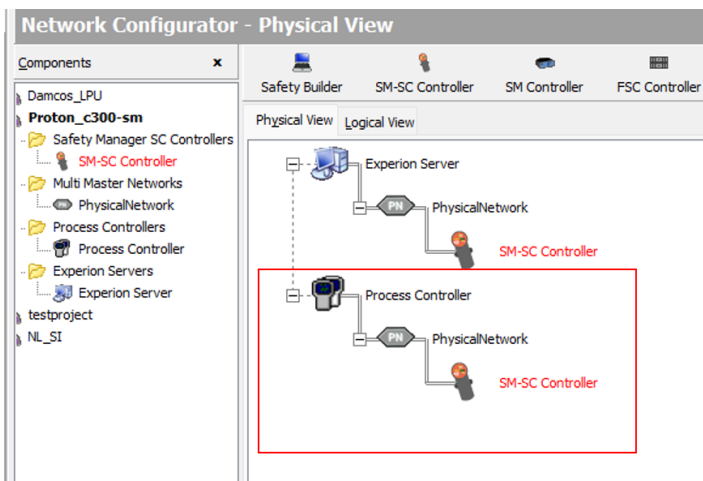 Network Configurator - Physical View
Components x
Safety Builder SM-SC Controller SM Controller FSC Controller
Physical View Logical View
Damcos_LPU
Proton_c300-sm
Safety Manager SC Controllers
SM-SC Controller
Multi Master Networks
PhysicalNetwork
Process Controllers
Process Controller
Experion Servers
Experion Server
testproject
NL_SI
Experion Server
PN PhysicalNetwork
SM-SC Controller
Process Controller
PN PhysicalNetwork
SM-SC Controller